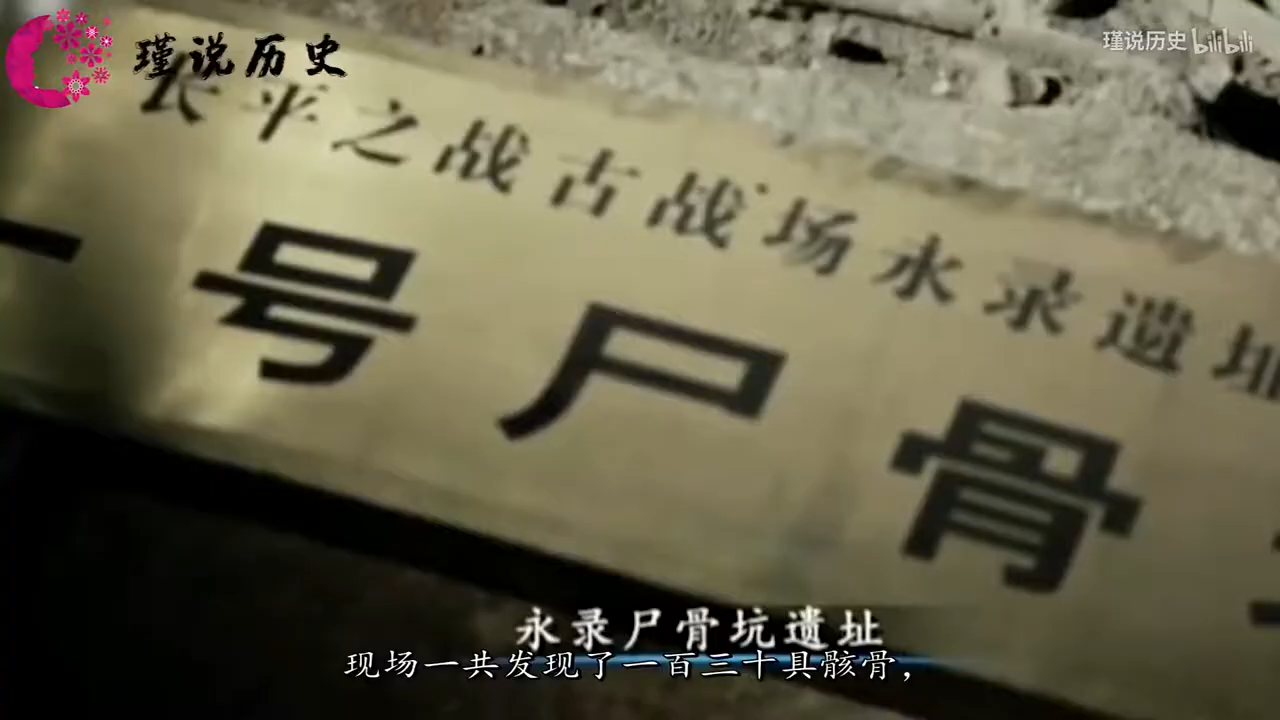 瑾说历史
瑾说历史 bilibili
长平之战古战场永录遗址
一号尸骨
永录尸骨坑遗址
现场一共发现了一百三十具骸骨，